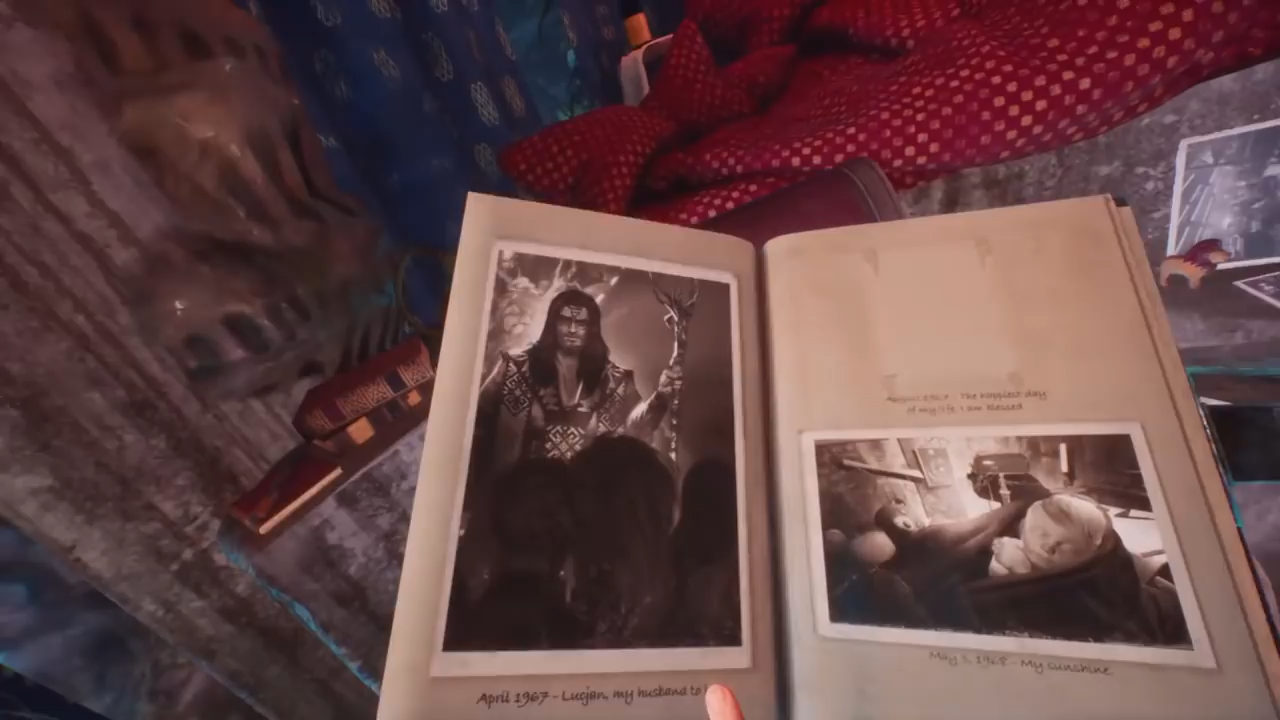 April 1967 - Lucjan, my husband to
August 1967 - The happiest day
of my life. I am blessed
May 1968 - My sunshine.